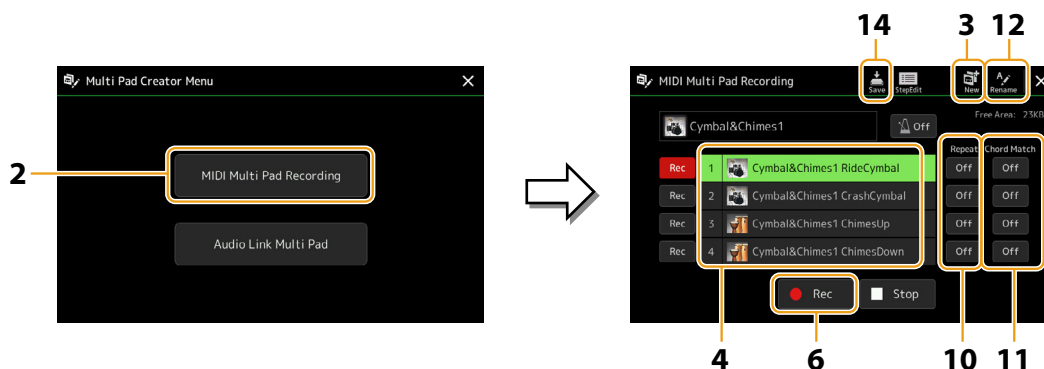 14 3 12
Multi Pad Creator Menu
MIDI Multi Pad Recording
Save
StepEdit
New
Rename
Free Area: 23KB
Cymbal&Chimes1
Off
Repeat Chord Match
2
MIDI Multi Pad Recording
Audio Link Multi Pad
Rec 1 Cymbal&Chimes1 RideCymbal Off Off
Rec 2 Cymbal&Chimes1 CrashCymbal Off Off
Rec 3 Cymbal&Chimes1 ChimesUp Off Off
Rec 4 Cymbal&Chimes1 ChimesDown Off Off
Rec Stop
4 6 10 11